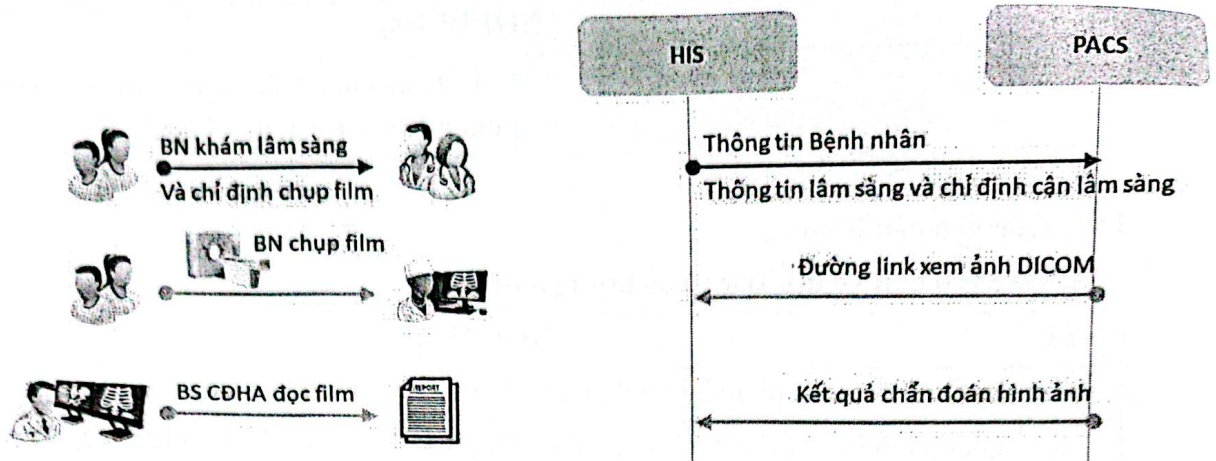 HIS
PACS
BN khám lâm sàng
Và chỉ định chụp film
Thông tin Bệnh nhân
Thông tin lâm sàng và chỉ định cận lâm sàng
BN chụp film
Đường link xem ảnh DICOM
BS CĐHA đọc film
REPORT
Kết quả chẩn đoán hình ảnh